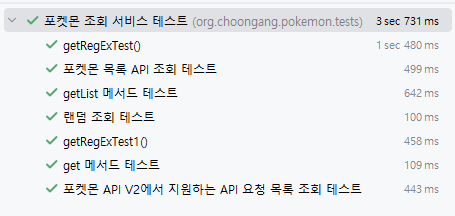 포켓몬 조회 서비스 테스트 (org.choongang.pokemon.tests) 3 sec 731 ms
getRegExTest() 1 sec 480 ms
포켓몬 목록 API 조회 테스트 499 ms
getList 메서드 테스트 642 ms
랜덤 조회 테스트 100 ms
getRegExTest1() 458 ms
get 메서드 테스트 109 ms
포켓몬 API V2에서 지원하는 API 요청 목록 조회 테스트 443 ms